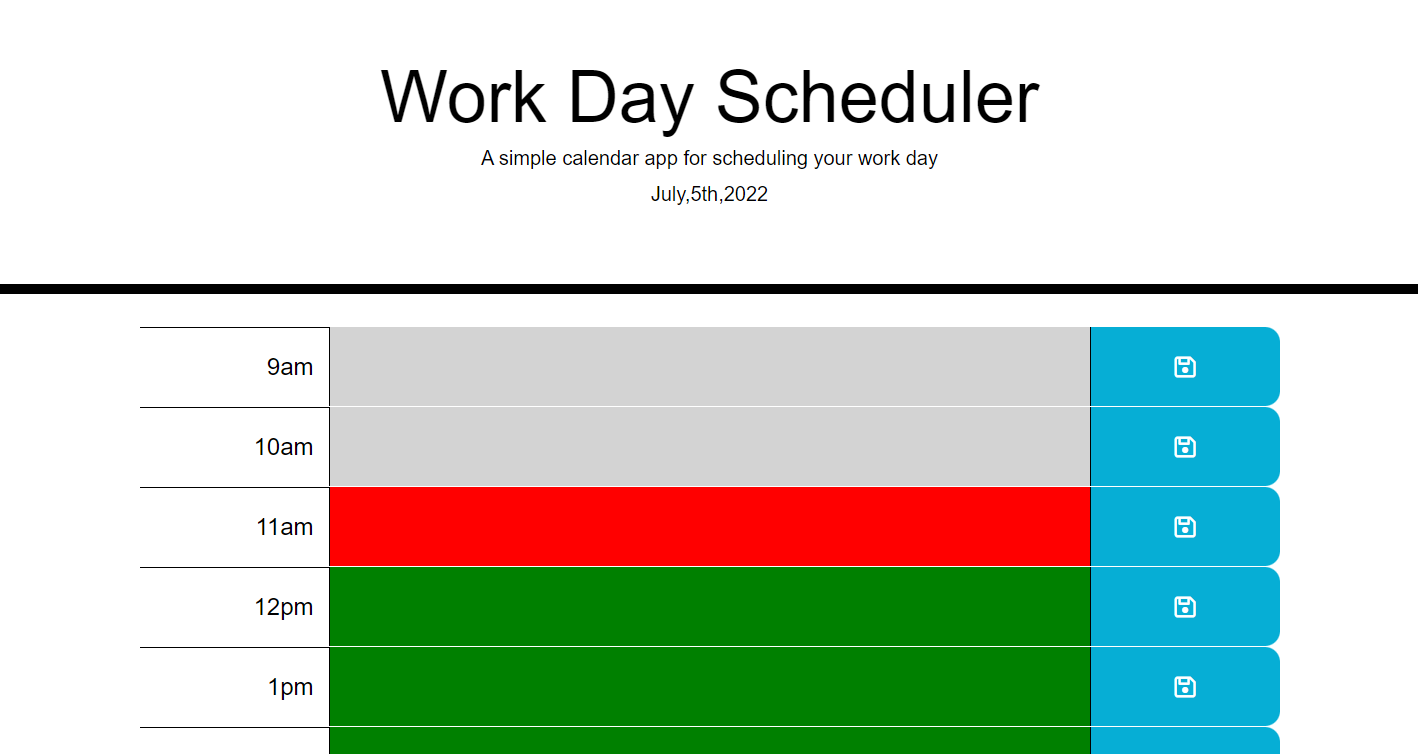 Work Day Scheduler
A simple calendar app for scheduling your work day
July,5th,2022
9am
10am
11am
12pm
1pm